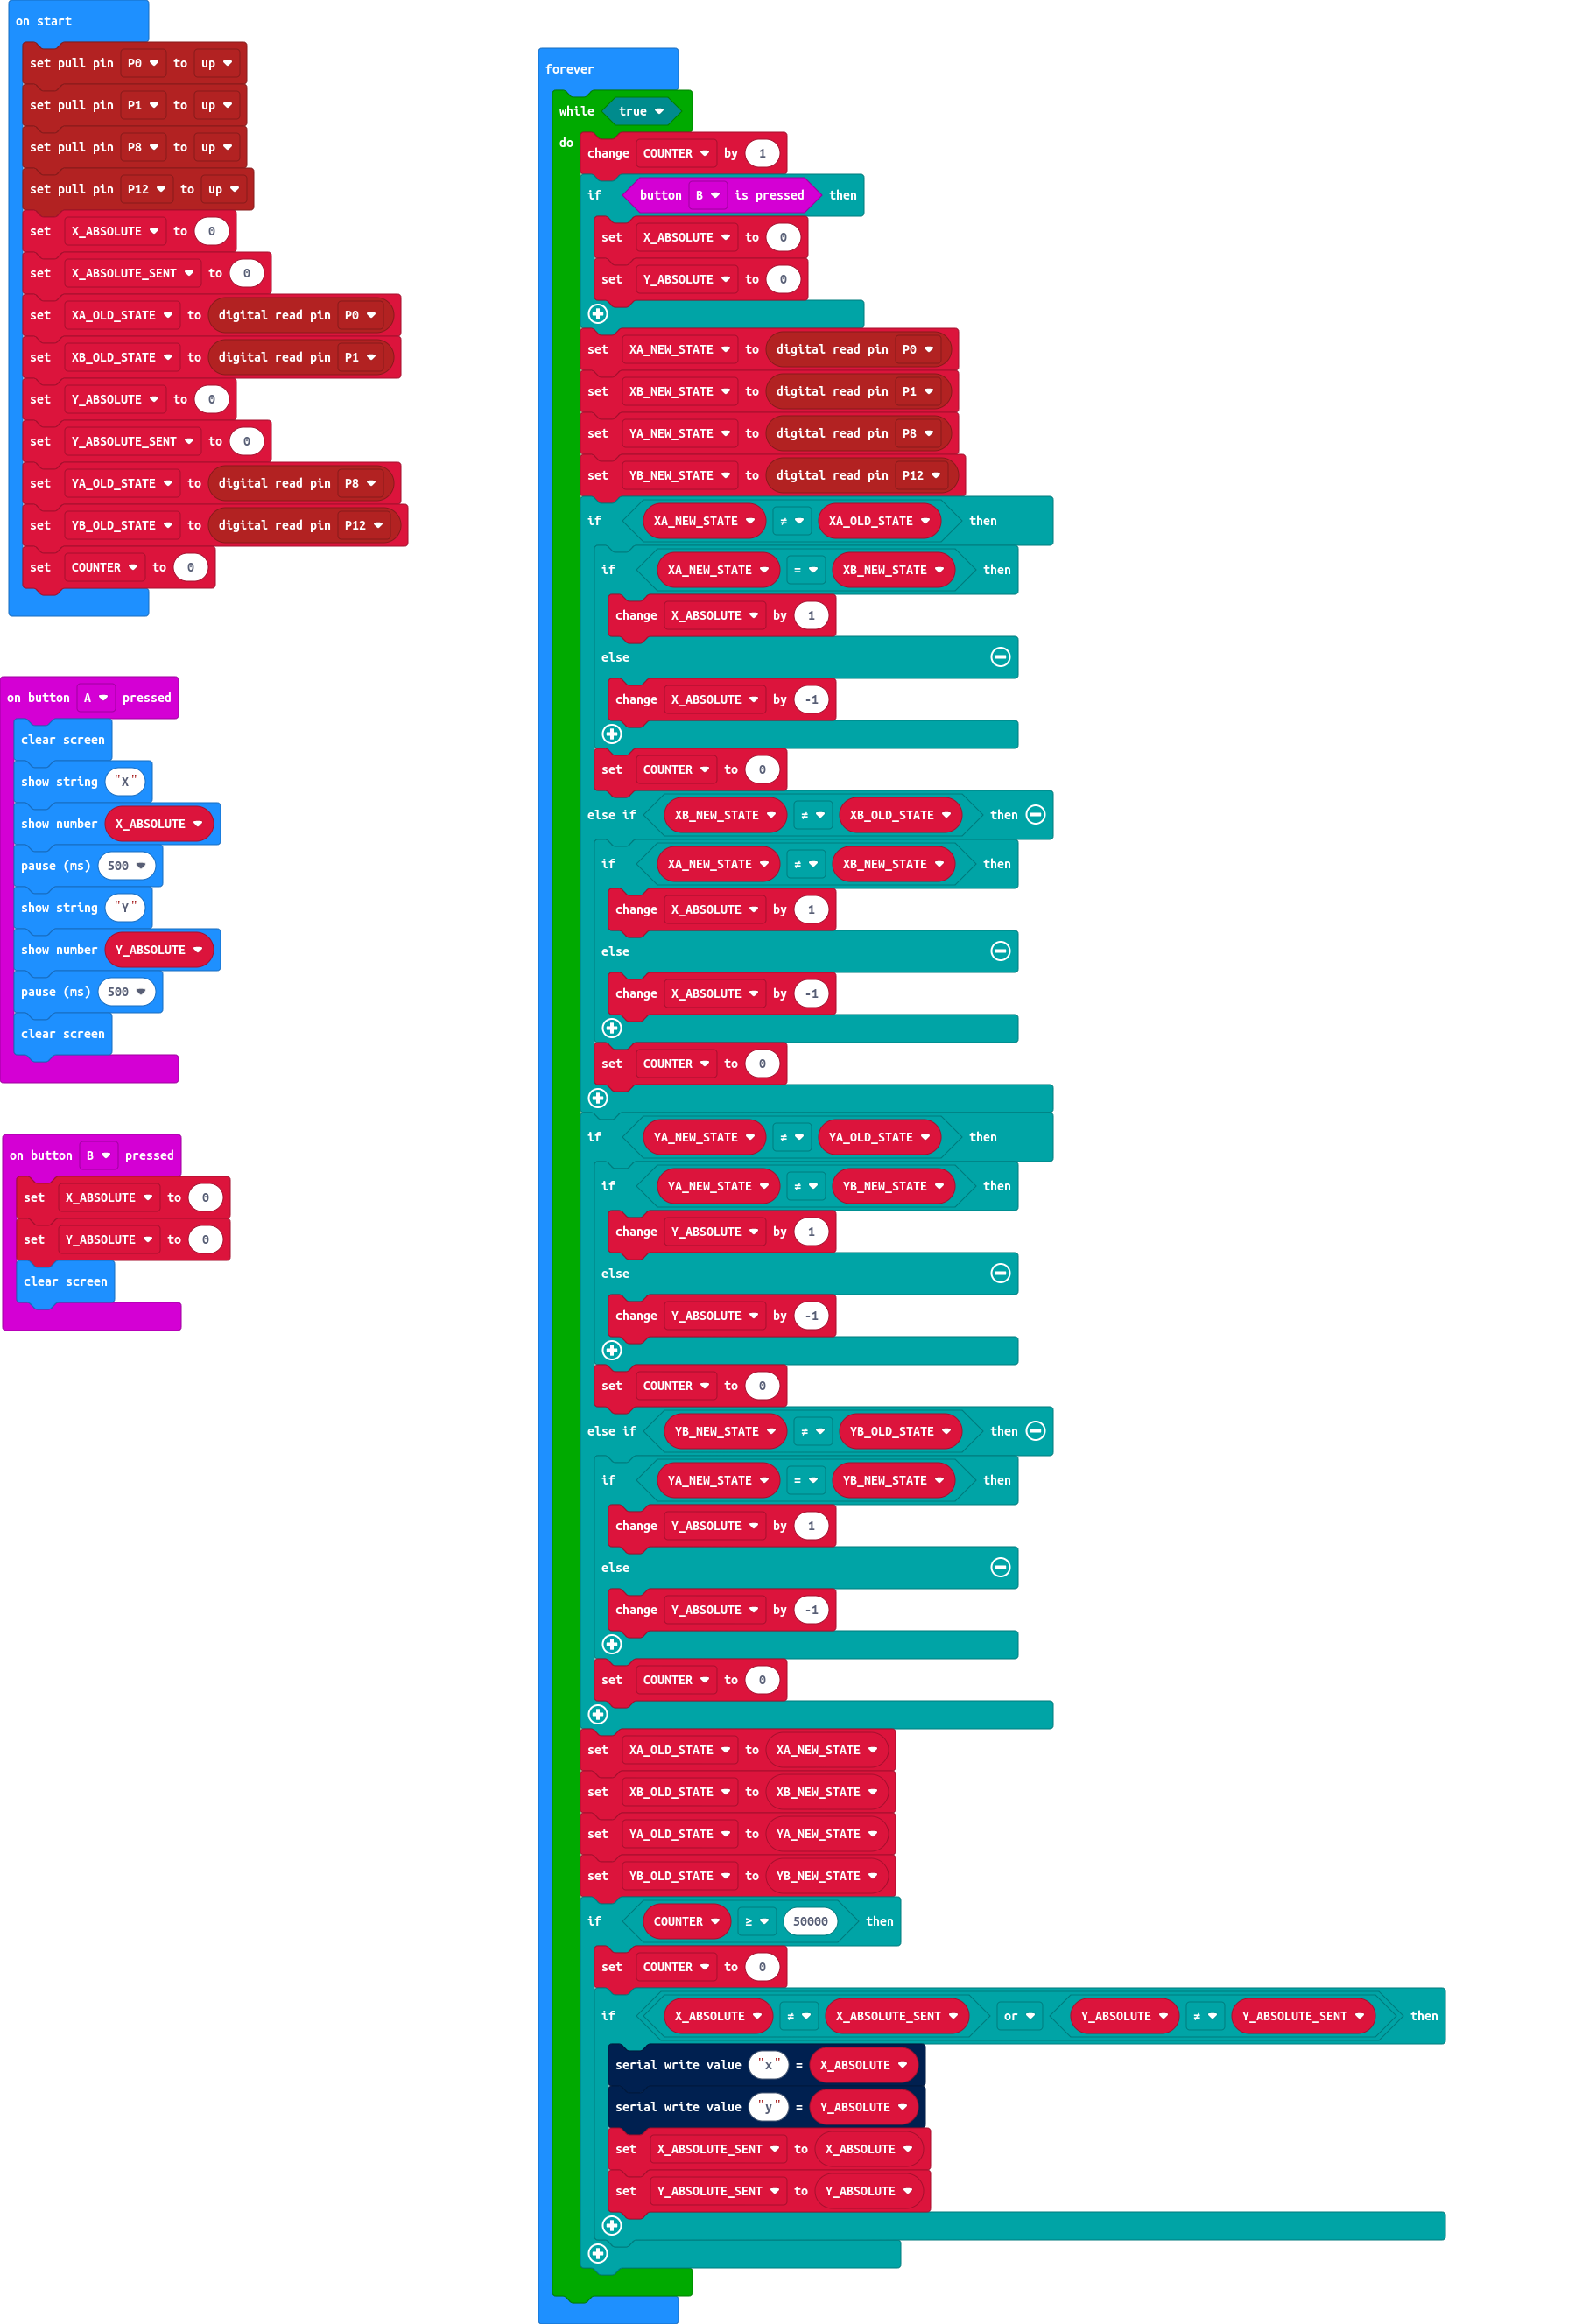 on start
set pull pin P0 to up
set pull pin P1 to up
set pull pin P8 to up
set pull pin P12 to up
set X_ABSOLUTE to 0
set X_ABSOLUTE_SENT to 0
set XA_OLD_STATE to digital read pin P0
set XB_OLD_STATE to digital read pin P1
set Y_ABSOLUTE to 0
set Y_ABSOLUTE_SENT to 0
set YA_OLD_STATE to digital read pin P8
set YB_OLD_STATE to digital read pin P12
set COUNTER to 0
on button A pressed
clear screen
show string "X"
show number X_ABSOLUTE
pause (ms) 500
show string "Y"
show number Y_ABSOLUTE
pause (ms) 500
clear screen
on button B pressed
set X_ABSOLUTE to 0
set Y_ABSOLUTE to 0
clear screen
forever
while true
do
change COUNTER by 1
if button B is pressed then
set X_ABSOLUTE to 0
set Y_ABSOLUTE to 0
set XA_NEW_STATE to digital read pin P0
set XB_NEW_STATE to digital read pin P1
set YA_NEW_STATE to digital read pin P8
set YB_NEW_STATE to digital read pin P12
if XA_NEW_STATE ≠ XA_OLD_STATE then
if XA_NEW_STATE = XB_NEW_STATE then
change X_ABSOLUTE by 1
else
change X_ABSOLUTE by -1
set COUNTER to 0
else if XB_NEW_STATE ≠ XB_OLD_STATE then
if XA_NEW_STATE ≠ XB_NEW_STATE then
change X_ABSOLUTE by 1
else
change X_ABSOLUTE by -1
set COUNTER to 0
if YA_NEW_STATE ≠ YA_OLD_STATE then
if YA_NEW_STATE ≠ YB_NEW_STATE then
change Y_ABSOLUTE by 1
else
change Y_ABSOLUTE by -1
set COUNTER to 0
else if YB_NEW_STATE ≠ YB_OLD_STATE then
if YA_NEW_STATE = YB_NEW_STATE then
change Y_ABSOLUTE by 1
else
change Y_ABSOLUTE by -1
set COUNTER to 0
set XA_OLD_STATE to XA_NEW_STATE
set XB_OLD_STATE to XB_NEW_STATE
set YA_OLD_STATE to YA_NEW_STATE
set YB_OLD_STATE to YB_NEW_STATE
if COUNTER ≥ 50000 then
set COUNTER to 0
if X_ABSOLUTE ≠ X_ABSOLUTE_SENT or Y_ABSOLUTE ≠ Y_ABSOLUTE_SENT then
serial write value "x" = X_ABSOLUTE
serial write value "y" = Y_ABSOLUTE
set X_ABSOLUTE_SENT to X_ABSOLUTE
set Y_ABSOLUTE_SENT to Y_ABSOLUTE